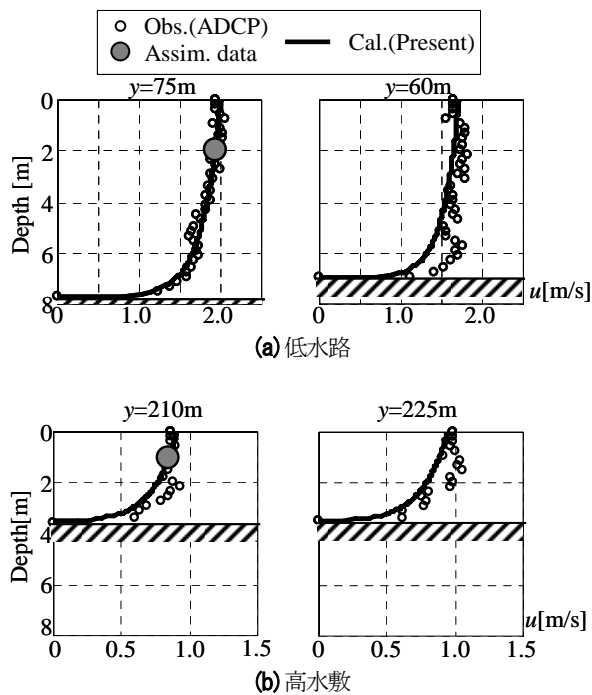 Obs.(ADCP)
Assim. data
Cal.(Present)
y=75m
y=60m
0
2
4
6
8
Depth [m]
0
1.0
2.0
0
1.0
2.0
u[m/s]
(a) 低水路
y=210m
y=225m
0
2
4
6
8
Depth[m]
0
0.5
1.0
1.5
0
0.5
1.0
1.5
u[m/s]
(b) 高水敷